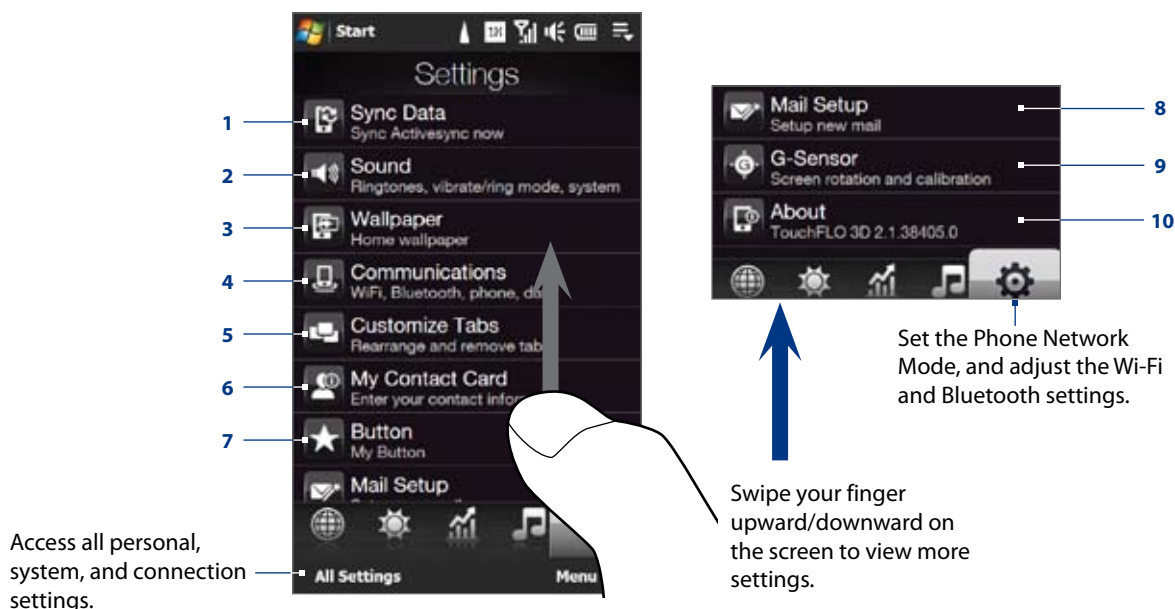 Start
Settings
1
Sync Data
Sync Activesync now
2
Sound
Ringtones, vibrate/ring mode, system
3
Wallpaper
Home wallpaper
4
Communications
WiFi, Bluetooth, phone,
5
Customize Tabs
Rearrange and remove tab
6
My Contact Card
Enter your contact
7
Button
My Button
Mail Setup
All Settings
Menu
Access all personal,
system, and connection
settings.
Mail Setup
Setup new mail
8
G-Sensor
Screen rotation and calibration
9
About
TouchFLO 3D 2.1.38405.0
10
Set the Phone Network
Mode, and adjust the Wi-Fi
and Bluetooth settings.
Swipe your finger
upward/downward on
the screen to view more
settings.